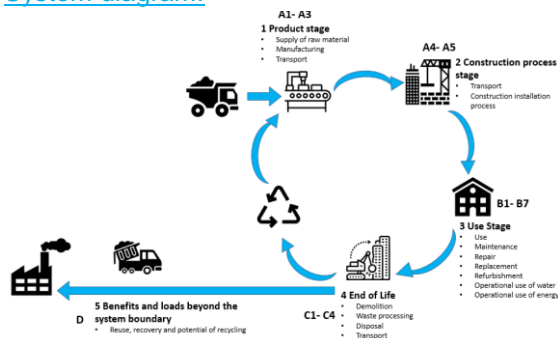 System diagram:
A1- A3
1 Product stage
• Supply of raw material
• Manufacturing
• Transport
A4- A5
2 Construction process
stage
• Transport
• Construction installation
process
B1- B7
3 Use Stage
• Use
• Maintenance
• Repair
• Replacement
• Refurbishment
• Operational use of water
• Operational use of energy
4 End of Life
C1- C4
• Demolition
• Waste processing
• Disposal
• Transport
5 Benefits and loads beyond the
system boundary
D
• Reuse, recovery and potential of recycling